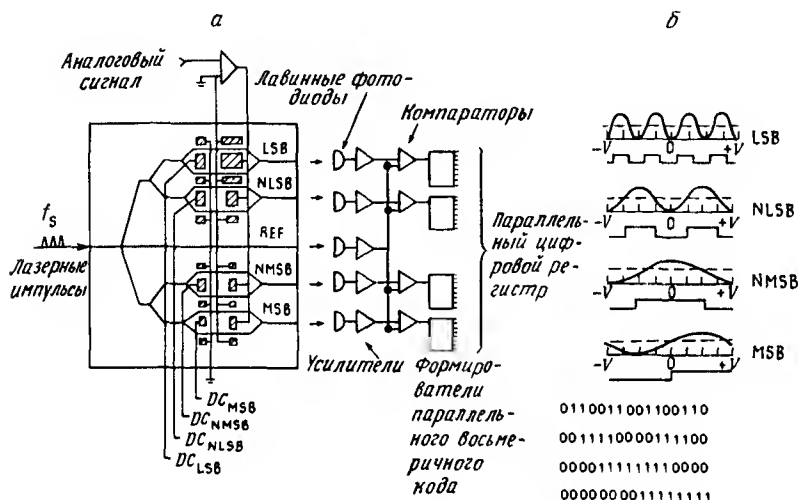 а
Аналоговый
сигнал
Лавинные фото-
диоды
Компараторы
LSB
NLSB
REF
NMSB
MSB
f_s
Лазерные
импульсы
Параллель-
ный циф-
ровой ре-
гистр
Усилители
Формиро-
ватели
параллель-
ного восьме-
ричного
кода
DC_MSB
DC_NMSB
DC_NLSB
DC_LSB
б
-V 0 +V LSB
-V 0 +V NLSB
-V 0 +V NMSB
-V 0 +V MSB
0110011001100110
0011110000111100
0000111111110000
0000000011111111